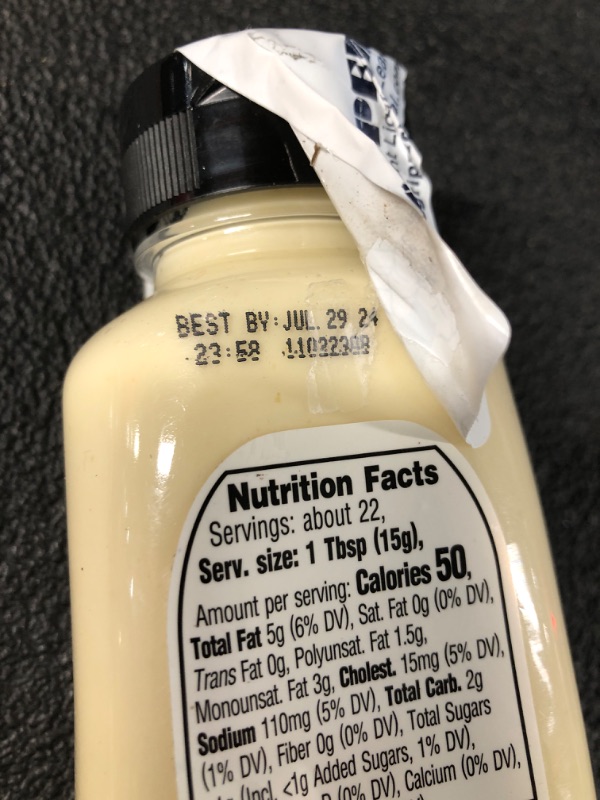 BEST BY:JUL. 29 24
23:58
Nutrition Facts
Servings: about 22,
Serv. size: 1 Tbsp (15g),
Amount per serving: Calories 50,
Total Fat 5g (6% DV), Sat. Fat 0g (0% DV),
Trans Fat 0g, Polyunsat. Fat 1.5g,
Monounsat. Fat 3g, Cholest. 15mg (5% DV),
Sodium 110mg (5% DV), Total Carb. 2g
(1% DV), Fiber 0g (0% DV), Total Sugars
(Incl. <1g Added Sugars, 1% DV),
(0% DV), Calcium (0% DV),